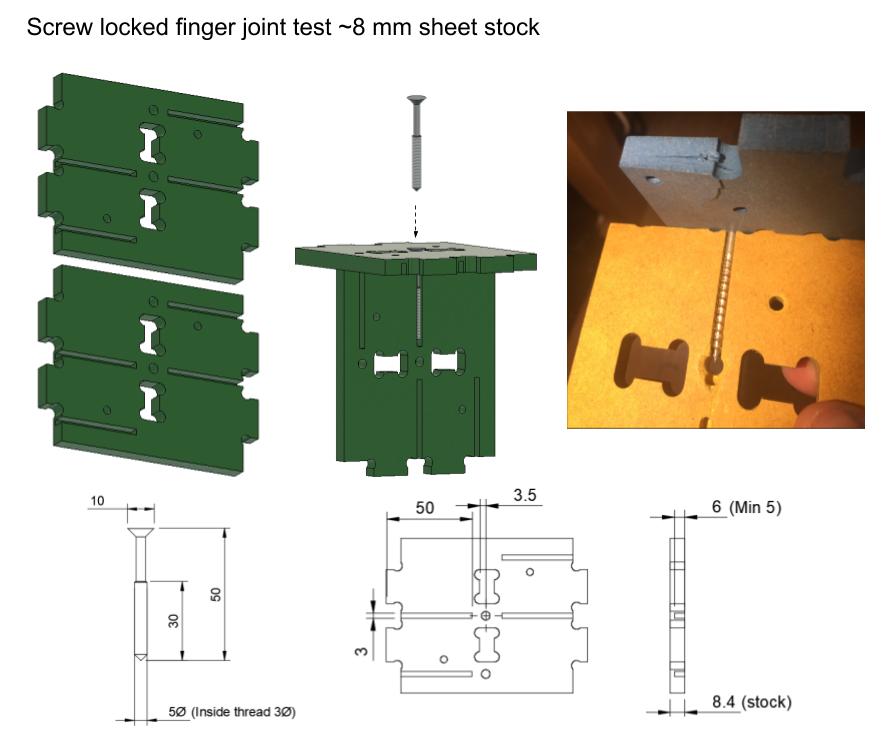 Screw locked finger joint test ~8 mm sheet stock
10
50
30
5Ø (Inside thread 3Ø)
50
3.5
3
6 (Min 5)
8.4 (stock)